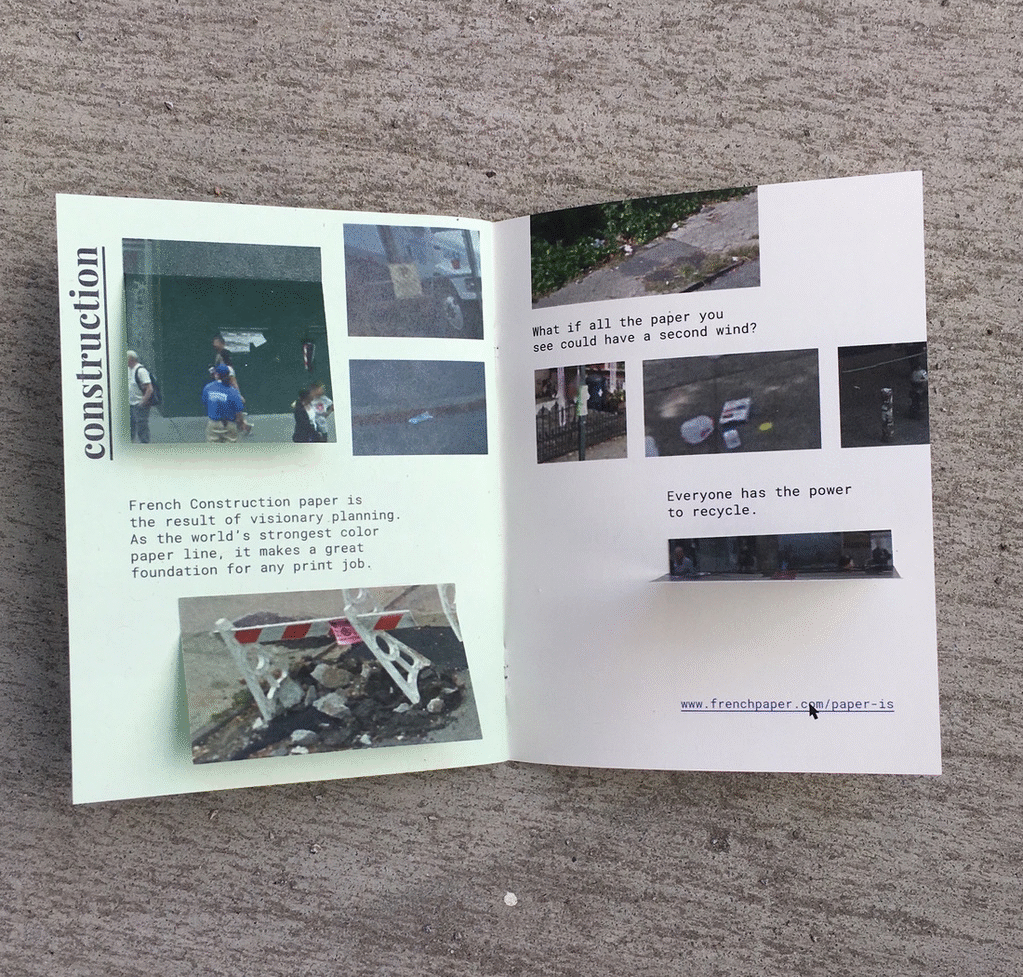 construction
French Construction paper is
the result of visionary planning.
As the world's strongest color
paper line, it makes a great
foundation for any print job.
What if all the paper you
see could have a second wind?
Everyone has the power
to recycle.
www.frenchpaper.com/paper-is